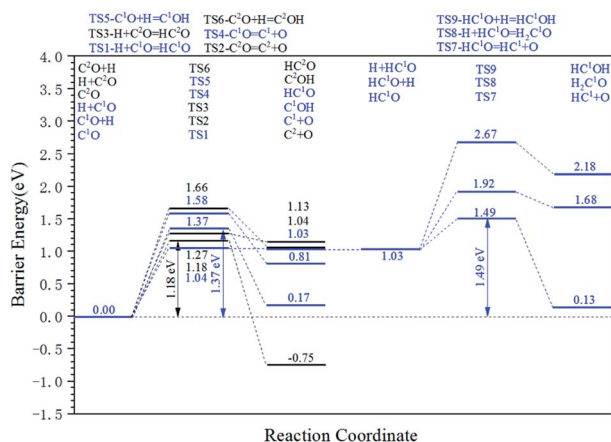 TS5-C¹O+H=C¹OH TS6-C²O+H=C²OH
TS3-H+C²O=HC²O TS4-C¹O=C¹+O
TS1-H+C¹O=HC¹O TS2-C²O=C²+O
TS9-HC¹O+H=HC¹OH
TS8-H+HC¹O=H₂C¹O
TS7-HC¹O=HC¹+O
C²O+H TS6 HC²O H+HC¹O TS9 HC¹OH
H+C²O TS5 C²OH HC¹O+H TS8 H₂C¹O
C²O TS4 HC¹O HC¹O TS7 HC¹+O
H+C¹O TS3 C¹OH
C¹O+H TS2 C¹+O
C¹O TS1 C²+O
4.0
3.5
3.0
2.5
2.0
1.5
1.0
0.5
0.0
-0.5
-1.0
-1.5
Barrier Energy(eV)
0.00
1.66
1.58
1.37
1.27
1.18
1.04
1.18 eV
1.37 eV
1.13
1.04
1.03
0.81
0.17
-0.75
1.03
2.67
1.92
1.49
1.49 eV
2.18
1.68
0.13
Reaction Coordinate